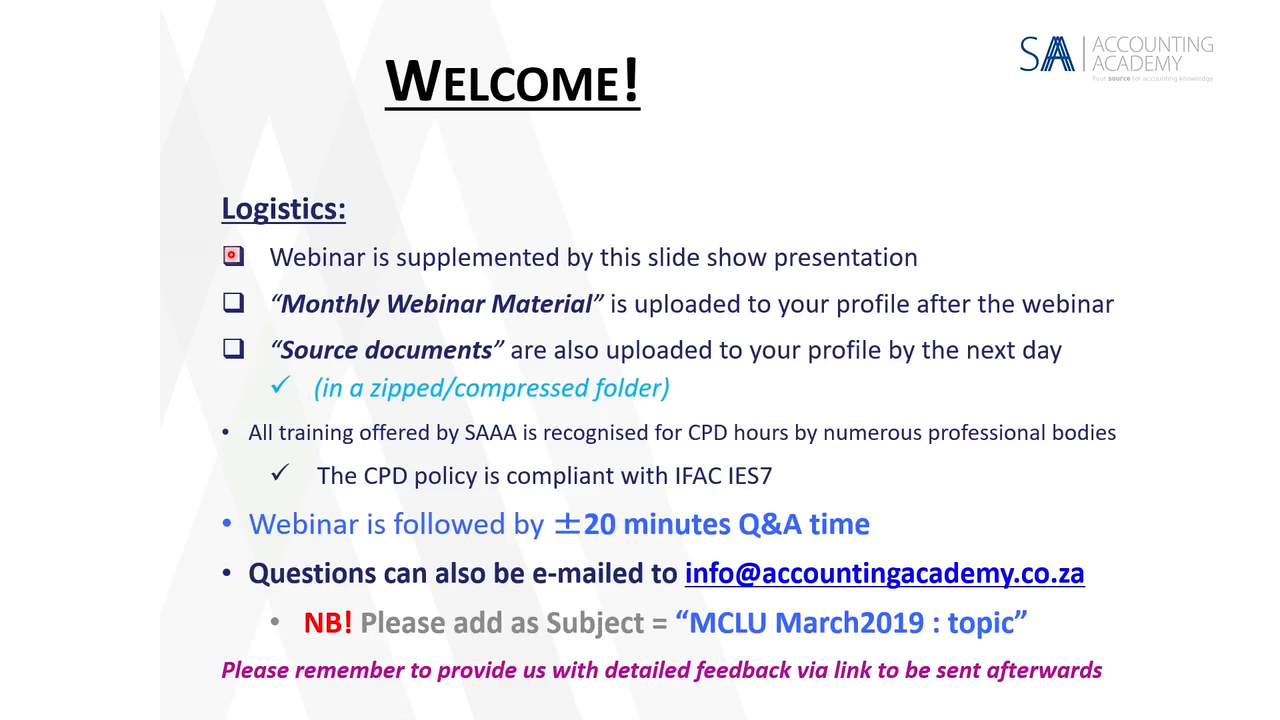 WELCOME!
SAA ACCOUNTING
ACADEMY
Your source for accounting knowledge
Logistics:
❑ Webinar is supplemented by this slide show presentation
❑ “Monthly Webinar Material” is uploaded to your profile after the webinar
❑ “Source documents” are also uploaded to your profile by the next day
✓ (in a zipped/compressed folder)
• All training offered by SAAA is recognised for CPD hours by numerous professional bodies
✓ The CPD policy is compliant with IFAC IES7
• Webinar is followed by ±20 minutes Q&A time
• Questions can also be e-mailed to info@accountingacademy.co.za
• NB! Please add as Subject = “MCLU March2019 : topic”
Please remember to provide us with detailed feedback via link to be sent afterwards